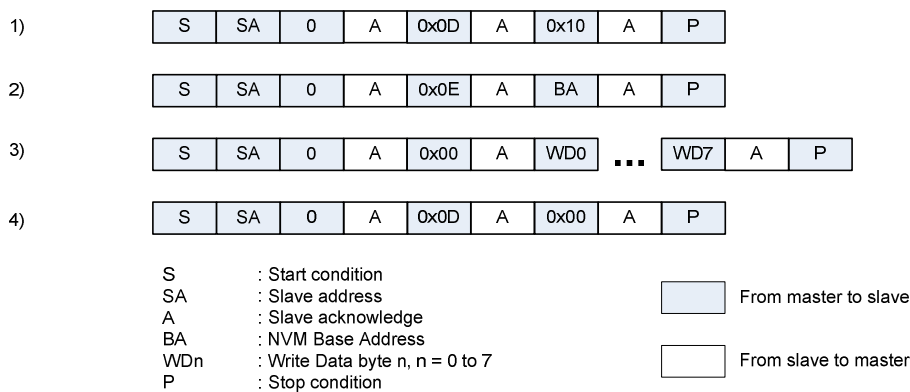 1) S SA 0 A 0x0D A 0x10 A P
2) S SA 0 A 0x0E A BA A P
3) S SA 0 A 0x00 A WD0 ... WD7 A P
4) S SA 0 A 0x0D A 0x00 A P
S : Start condition
SA : Slave address
A : Slave acknowledge
BA : NVM Base Address
WDn : Write Data byte n, n = 0 to 7
P : Stop condition
From master to slave
From slave to master